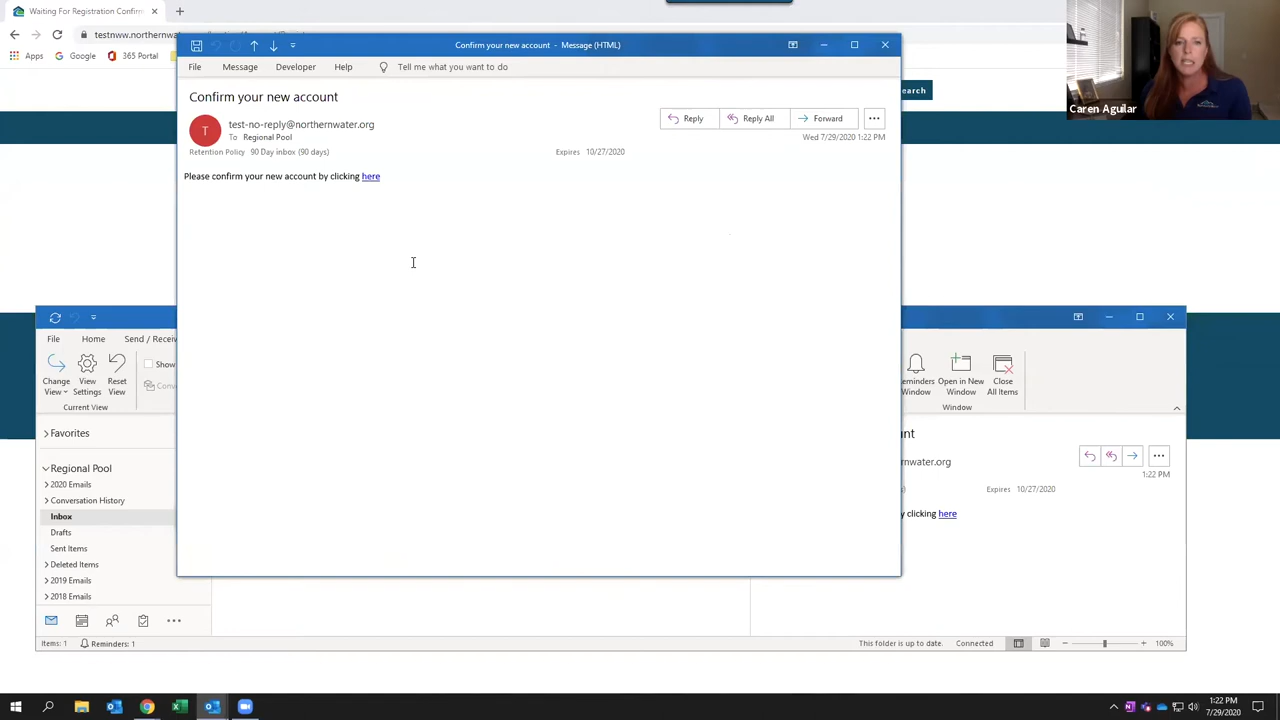 Waiting For Registration Confirm
testnww.northernwa
Apps
Google
365 Portal
Confirm your new account - Message (HTML)
File Message Developer Help Tell me what you want to do
earch
Confirm your new account
T
test-no-reply@northernwater.org
To Regional Pool
Retention Policy 90 Day inbox (90 days)
Expires 10/27/2020
Reply Reply All Forward
Wed 7/29/2020 1:22 PM
Please confirm your new account by clicking here
Caren Aguilar
File Home Send / Receiv
Change View
View Settings
Reset View
Show
Conve
Current View
eminders Window
Open in New Window
Close All Items
Window
Favorites
Regional Pool
2020 Emails
Conversation History
Inbox
Drafts
Sent Items
Deleted Items
2019 Emails
2018 Emails
unt
rnwater.org
1:22 PM
Expires 10/27/2020
y clicking here
Items: 1 Reminders: 1
This folder is up to date. Connected
100%
1:22 PM
7/29/2020